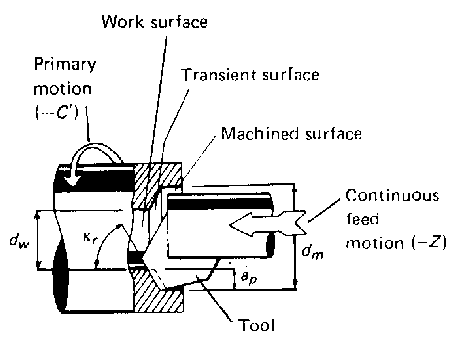 Work surface
Primary
motion
(--C')
Transient surface
Machined surface
Continuous
feed
motion (–Z)
d_w
κ_r
a_p
d_m
Tool